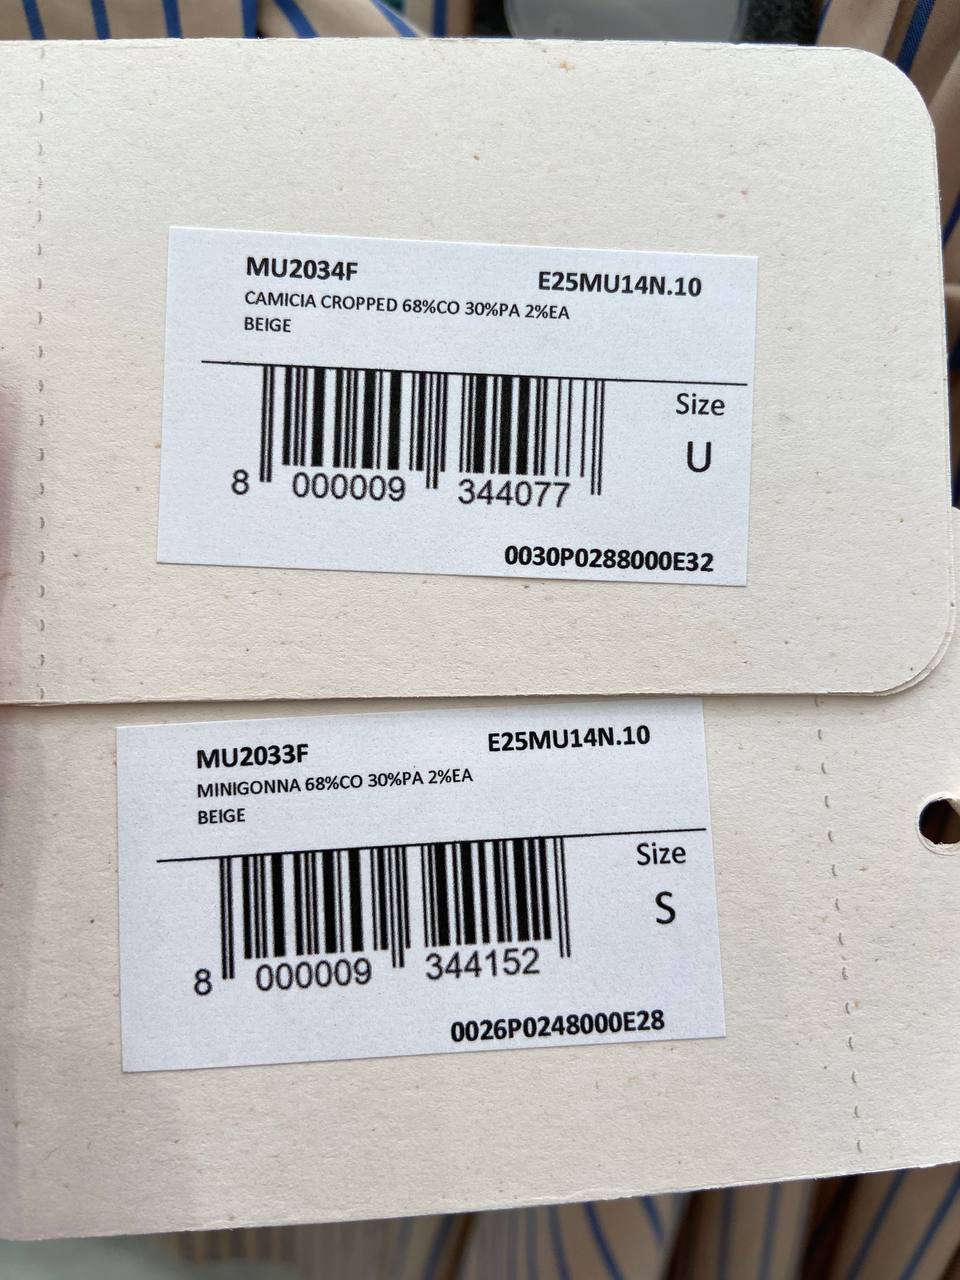 MU2034F E25MU14N.10
CAMICIA CROPPED 68%CO 30%PA 2%EA
BEIGE
Size
U
8 000009 344077
0030P0288000E32
MU2033F E25MU14N.10
MINIGONNA 68%CO 30%PA 2%EA
BEIGE
Size
S
8 000009 344152
0026P0248000E28